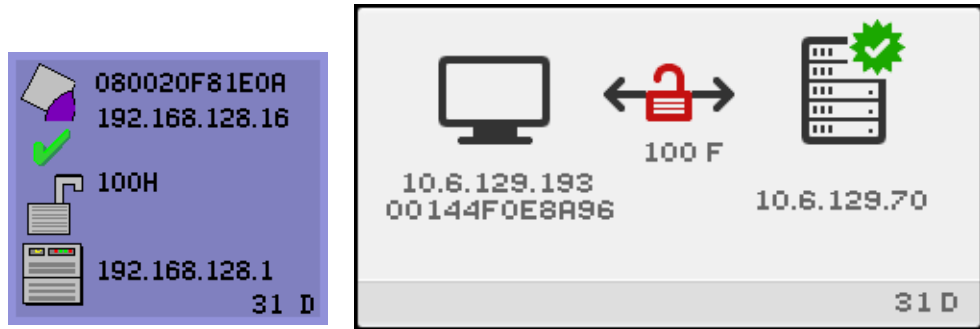 080020F81E0A
192.168.128.16
100H
192.168.128.1
31 D
100 F
10.6.129.193
00144F0E8A96
10.6.129.70
31 D